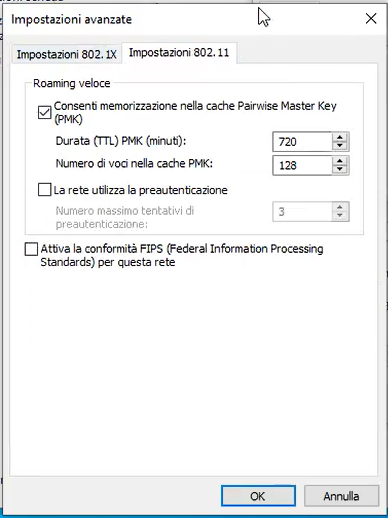 Impostazioni avanzate
Impostazioni 802.1X
Impostazioni 802.11
Roaming veloce
Consenti memorizzazione nella cache Pairwise Master Key
(PMK)
Durata (TTL) PMK (minuti):
720
Numero di voci nella cache PMK:
128
La rete utilizza la preautenticazione
Numero massimo tentativi di
preautenticazione:
3
Attiva la conformità FIPS (Federal Information Processing
Standards) per questa rete
OK
Annulla